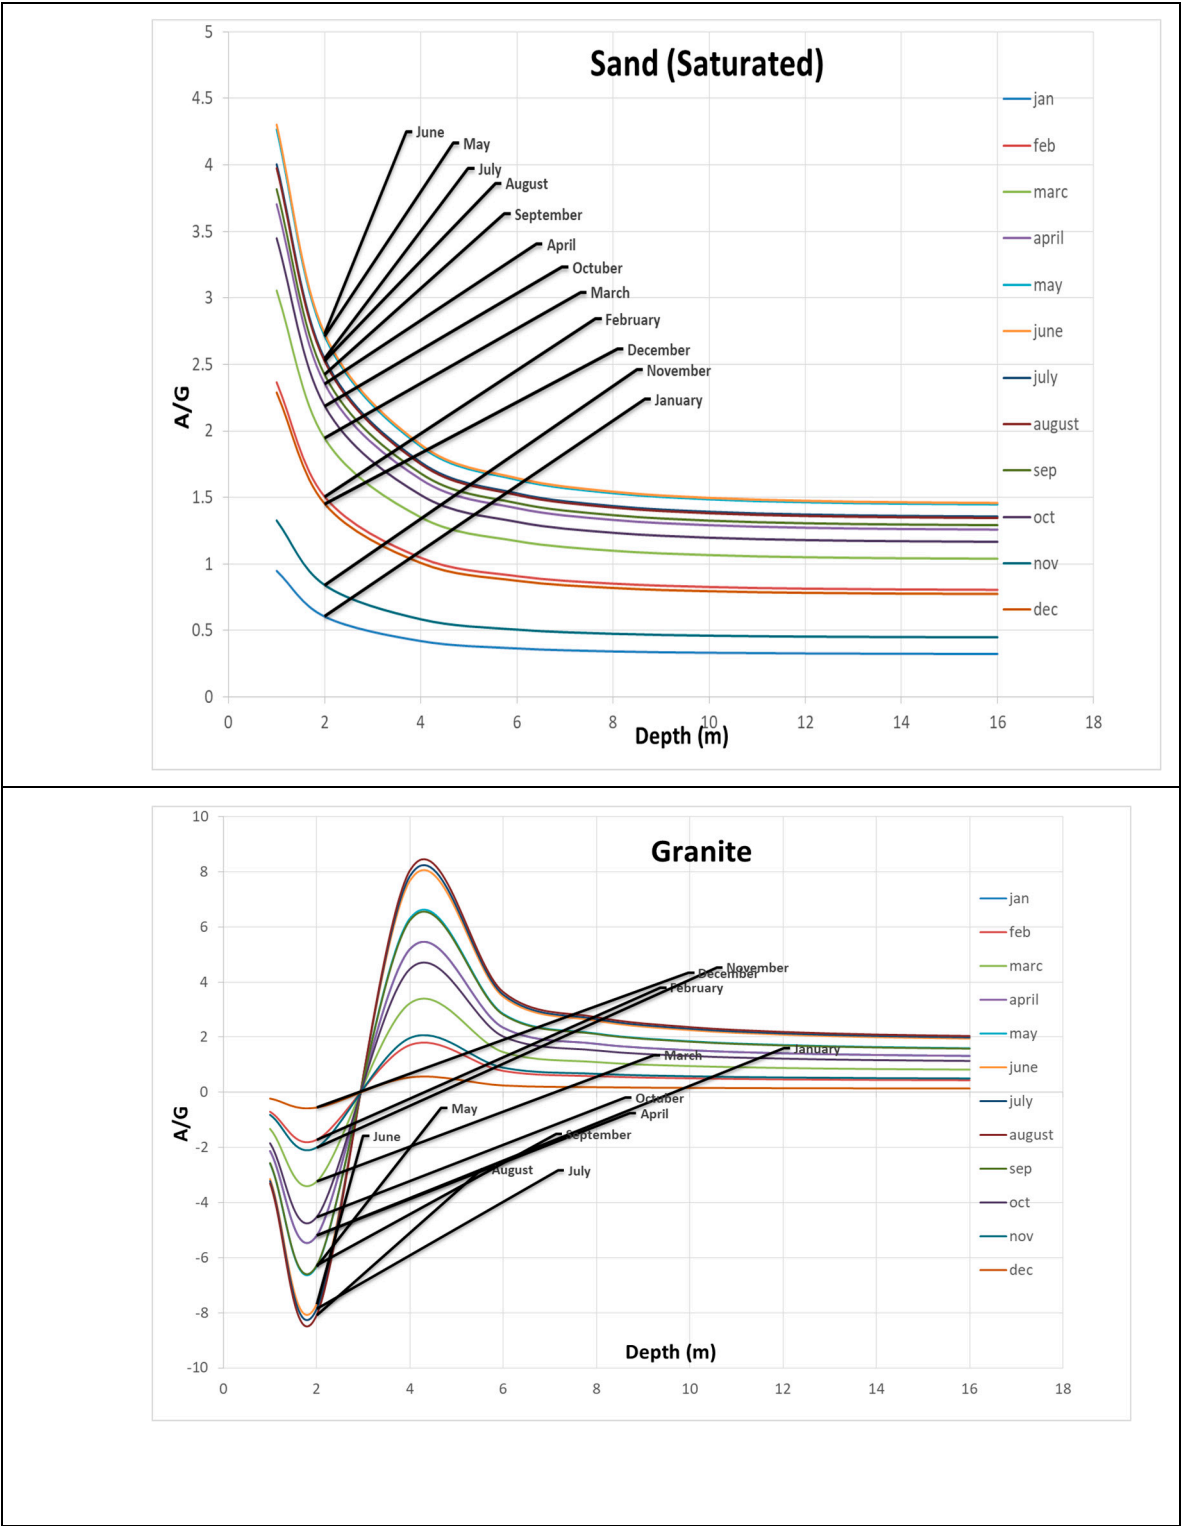 Sand (Saturated)
5
4.5
4
3.5
3
2.5
2
1.5
1
0.5
0
A/G
June
May
July
August
September
April
Octuber
March
February
December
November
January
jan
feb
marc
april
may
june
july
august
sep
oct
nov
dec
0 2 4 6 8 10 12 14 16 18
Depth (m)
Granite
10
8
6
4
2
0
-2
-4
-6
-8
-10
A/G
November
December
February
January
March
October
April
May
June
September
August
July
jan
feb
marc
april
may
june
july
august
sep
oct
nov
dec
Depth (m)
0 2 4 6 8 10 12 14 16 18